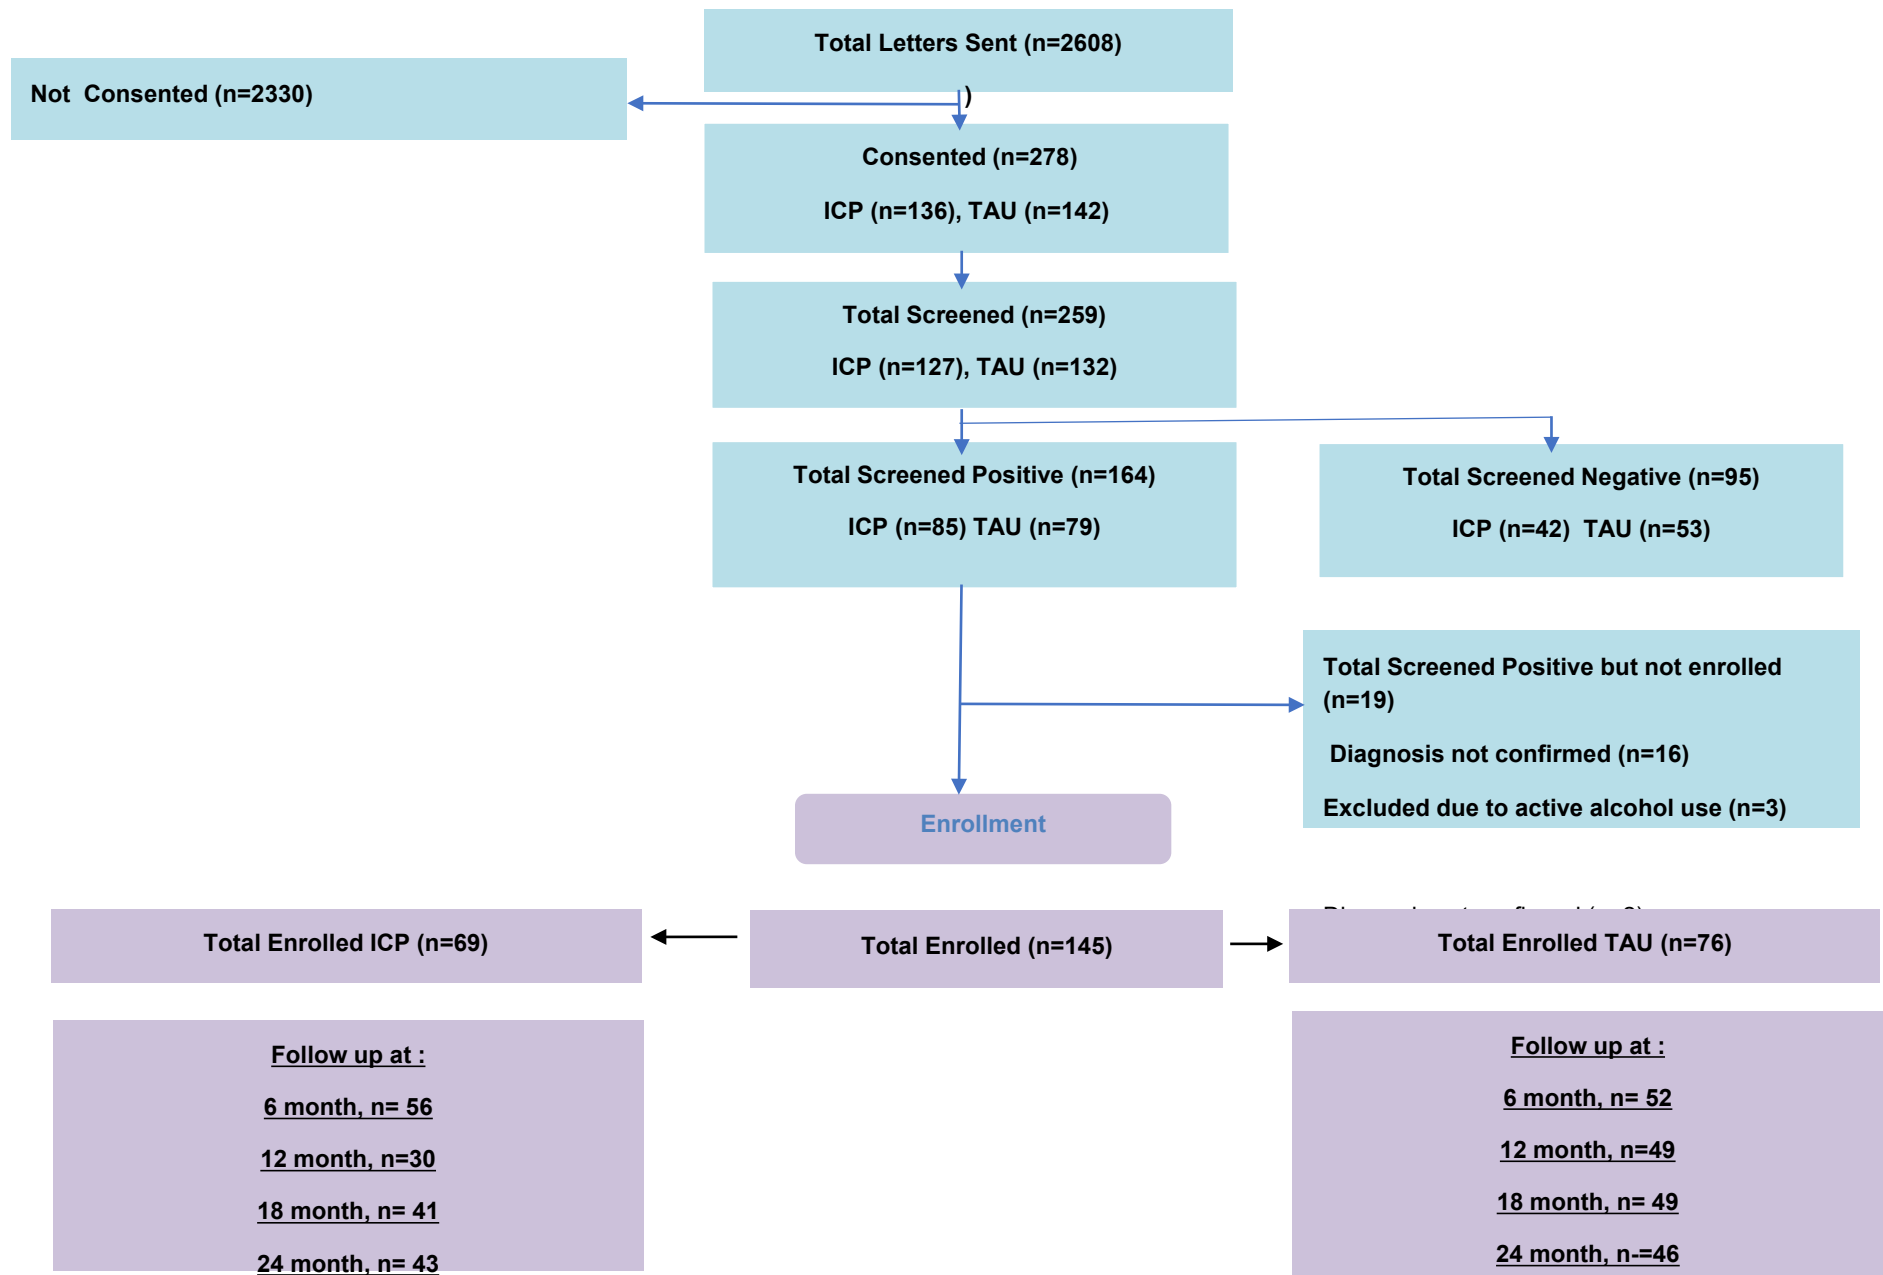 Total Letters Sent (n=2608)
)
Not  Consented (n=2330)
Consented (n=278)
ICP (n=136), TAU (n=142)
Total Screened (n=259)
ICP (n=127), TAU (n=132)
Total Screened Positive (n=164)
ICP (n=85) TAU (n=79)
Total Screened Negative (n=95)
ICP (n=42)  TAU (n=53)
Total Screened Positive but not enrolled
(n=19)
Diagnosis not confirmed (n=16)
Excluded due to active alcohol use (n=3)
Enrollment
Total Enrolled ICP (n=69)
Total Enrolled (n=145)
Total Enrolled TAU (n=76)
Follow up at :
6 month, n= 56
12 month, n=30
18 month, n= 41
24 month, n= 43
Follow up at :
6 month, n= 52
12 month, n=49
18 month, n= 49
24 month, n-=46